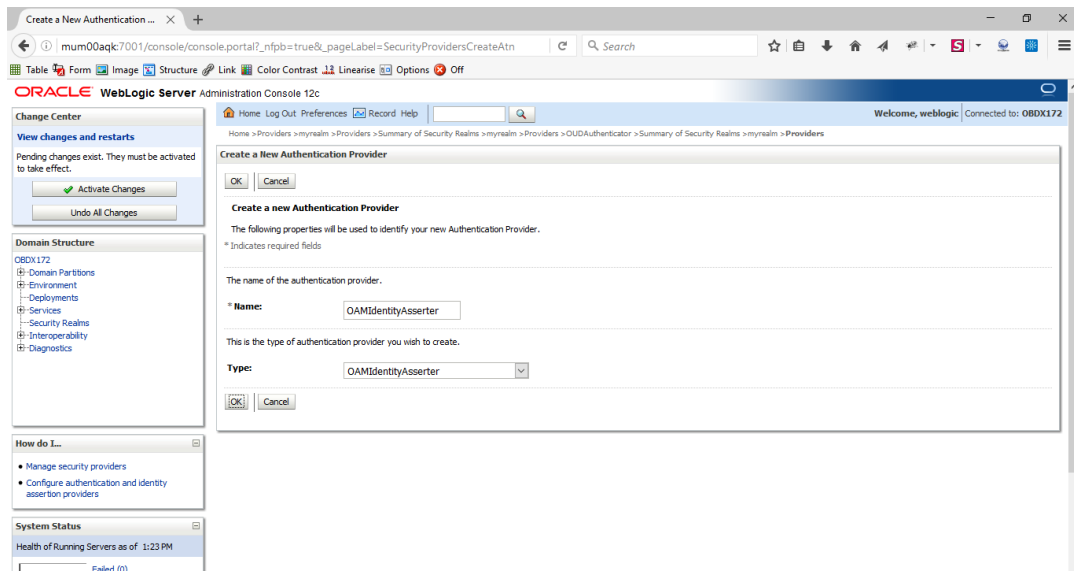 Create a New Authentication ...
mum00aqk:7001/console/console.portal?_nfpb=true&_pageLabel=SecurityProvidersCreateAtn
Search
Table Form Image Structure Link Color Contrast Linearise Options Off
ORACLE WebLogic Server Administration Console 12c
Change Center
View changes and restarts
Pending changes exist. They must be activated
to take effect.
Activate Changes
Undo All Changes
Domain Structure
OBDX172
Domain Partitions
Environment
Deployments
Services
Security Realms
Interoperability
Diagnostics
How do I...
Manage security providers
Configure authentication and identity
assertion providers
System Status
Health of Running Servers as of 1:23 PM
Failed (0)
Home Log Out Preferences Record Help
Welcome, weblogic Connected to: OBDX172
Home >Providers >myrealm >Providers >Summary of Security Realms >myrealm >Providers >OUDAuthenticator >Summary of Security Realms >myrealm >Providers
Create a New Authentication Provider
OK Cancel
Create a new Authentication Provider
The following properties will be used to identify your new Authentication Provider.
* Indicates required fields
The name of the authentication provider.
* Name: OAMIdentityAsserter
This is the type of authentication provider you wish to create.
Type: OAMIdentityAsserter
OK Cancel